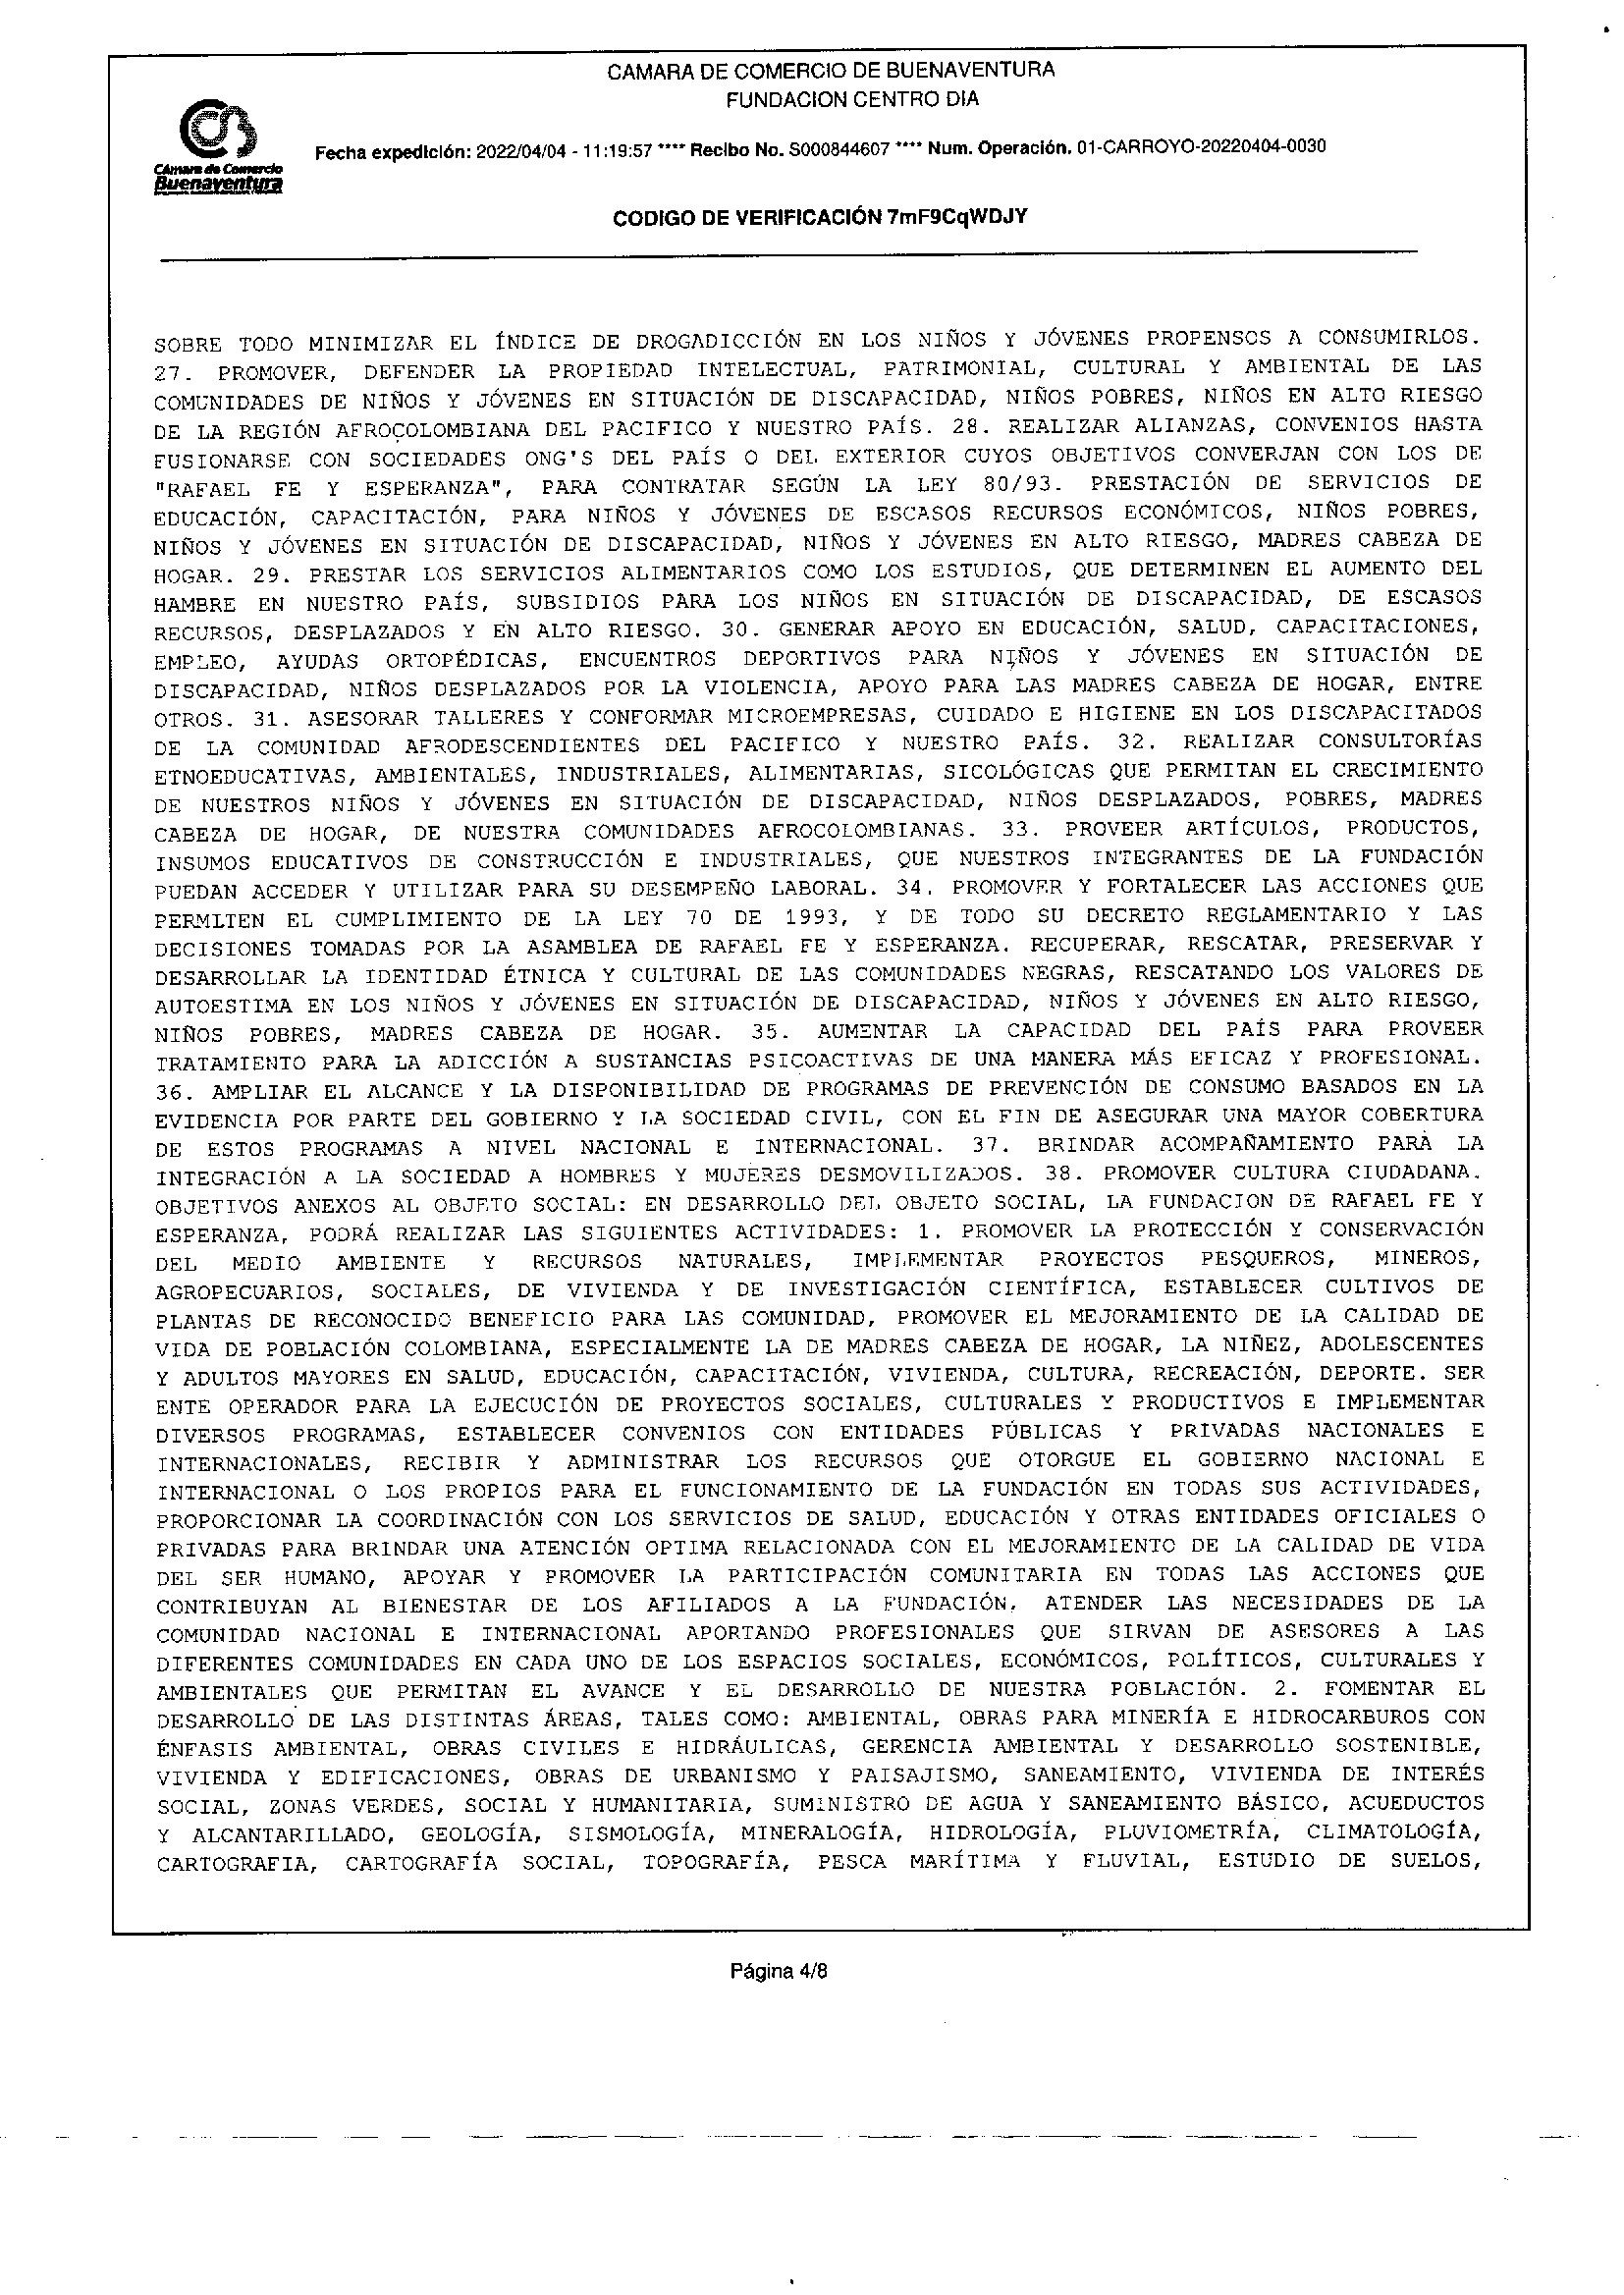 CAMARA DE COMERCIO DE BUENAVENTURA
FUNDACION CENTRO DIA
Cámara de Comercio
Buenaventura
Fecha expedición: 2022/04/04 - 11:19:57 **** Recibo No. S000844607 **** Num. Operación. 01-CARROYO-20220404-0030
CODIGO DE VERIFICACIÓN 7mF9CqWDJY
SOBRE TODO MINIMIZAR EL ÍNDICE DE DROGADICCIÓN EN LOS NIÑOS Y JÓVENES PROPENSOS A CONSUMIRLOS.
27. PROMOVER, DEFENDER LA PROPIEDAD INTELECTUAL, PATRIMONIAL, CULTURAL Y AMBIENTAL DE LAS
COMUNIDADES DE NIÑOS Y JÓVENES EN SITUACIÓN DE DISCAPACIDAD, NIÑOS POBRES, NIÑOS EN ALTO RIESGO
DE LA REGIÓN AFROCOLOMBIANA DEL PACIFICO Y NUESTRO PAÍS. 28. REALIZAR ALIANZAS, CONVENIOS HASTA
FUSIONARSE CON SOCIEDADES ONG'S DEL PAÍS O DEL EXTERIOR CUYOS OBJETIVOS CONVERJAN CON LOS DE
"RAFAEL FE Y ESPERANZA", PARA CONTRATAR SEGÚN LA LEY 80/93. PRESTACIÓN DE SERVICIOS DE
EDUCACIÓN, CAPACITACIÓN, PARA NIÑOS Y JÓVENES DE ESCASOS RECURSOS ECONÓMICOS, NIÑOS POBRES,
NIÑOS Y JÓVENES EN SITUACIÓN DE DISCAPACIDAD, NIÑOS Y JÓVENES EN ALTO RIESGO, MADRES CABEZA DE
HOGAR. 29. PRESTAR LOS SERVICIOS ALIMENTARIOS COMO LOS ESTUDIOS, QUE DETERMINEN EL AUMENTO DEL
HAMBRE EN NUESTRO PAÍS, SUBSIDIOS PARA LOS NIÑOS EN SITUACIÓN DE DISCAPACIDAD, DE ESCASOS
RECURSOS, DESPLAZADOS Y EN ALTO RIESGO. 30. GENERAR APOYO EN EDUCACIÓN, SALUD, CAPACITACIONES,
EMPLEO, AYUDAS ORTOPÉDICAS, ENCUENTROS DEPORTIVOS PARA NIÑOS Y JÓVENES EN SITUACIÓN DE
DISCAPACIDAD, NIÑOS DESPLAZADOS POR LA VIOLENCIA, APOYO PARA LAS MADRES CABEZA DE HOGAR, ENTRE
OTROS. 31. ASESORAR TALLERES Y CONFORMAR MICROEMPRESAS, CUIDADO E HIGIENE EN LOS DISCAPACITADOS
DE LA COMUNIDAD AFRODESCENDIENTES DEL PACIFICO Y NUESTRO PAÍS. 32. REALIZAR CONSULTORÍAS
ETNOEDUCATIVAS, AMBIENTALES, INDUSTRIALES, ALIMENTARIAS, SICOLÓGICAS QUE PERMITAN EL CRECIMIENTO
DE NUESTROS NIÑOS Y JÓVENES EN SITUACIÓN DE DISCAPACIDAD, NIÑOS DESPLAZADOS, POBRES, MADRES
CABEZA DE HOGAR, DE NUESTRA COMUNIDADES AFROCOLOMBIANAS. 33. PROVEER ARTÍCULOS, PRODUCTOS,
INSUMOS EDUCATIVOS DE CONSTRUCCIÓN E INDUSTRIALES, QUE NUESTROS INTEGRANTES DE LA FUNDACIÓN
PUEDAN ACCEDER Y UTILIZAR PARA SU DESEMPEÑO LABORAL. 34. PROMOVER Y FORTALECER LAS ACCIONES QUE
PERMITEN EL CUMPLIMIENTO DE LA LEY 70 DE 1993, Y DE TODO SU DECRETO REGLAMENTARIO Y LAS
DECISIONES TOMADAS POR LA ASAMBLEA DE RAFAEL FE Y ESPERANZA. RECUPERAR, RESCATAR, PRESERVAR Y
DESARROLLAR LA IDENTIDAD ÉTNICA Y CULTURAL DE LAS COMUNIDADES NEGRAS, RESCATANDO LOS VALORES DE
AUTOESTIMA EN LOS NIÑOS Y JÓVENES EN SITUACIÓN DE DISCAPACIDAD, NIÑOS Y JÓVENES EN ALTO RIESGO,
NIÑOS POBRES, MADRES CABEZA DE HOGAR. 35. AUMENTAR LA CAPACIDAD DEL PAÍS PARA PROVEER
TRATAMIENTO PARA LA ADICCIÓN A SUSTANCIAS PSICOACTIVAS DE UNA MANERA MÁS EFICAZ Y PROFESIONAL.
36. AMPLIAR EL ALCANCE Y LA DISPONIBILIDAD DE PROGRAMAS DE PREVENCIÓN DE CONSUMO BASADOS EN LA
EVIDENCIA POR PARTE DEL GOBIERNO Y LA SOCIEDAD CIVIL, CON EL FIN DE ASEGURAR UNA MAYOR COBERTURA
DE ESTOS PROGRAMAS A NIVEL NACIONAL E INTERNACIONAL. 37. BRINDAR ACOMPAÑAMIENTO PARA LA
INTEGRACIÓN A LA SOCIEDAD A HOMBRES Y MUJERES DESMOVILIZADOS. 38. PROMOVER CULTURA CIUDADANA.
OBJETIVOS ANEXOS AL OBJETO SOCIAL: EN DESARROLLO DEL OBJETO SOCIAL, LA FUNDACION DE RAFAEL FE Y
ESPERANZA, PODRÁ REALIZAR LAS SIGUIENTES ACTIVIDADES: 1. PROMOVER LA PROTECCIÓN Y CONSERVACIÓN
DEL MEDIO AMBIENTE Y RECURSOS NATURALES, IMPLEMENTAR PROYECTOS PESQUEROS, MINEROS,
AGROPECUARIOS, SOCIALES, DE VIVIENDA Y DE INVESTIGACIÓN CIENTÍFICA, ESTABLECER CULTIVOS DE
PLANTAS DE RECONOCIDO BENEFICIO PARA LAS COMUNIDAD, PROMOVER EL MEJORAMIENTO DE LA CALIDAD DE
VIDA DE POBLACIÓN COLOMBIANA, ESPECIALMENTE LA DE MADRES CABEZA DE HOGAR, LA NIÑEZ, ADOLESCENTES
Y ADULTOS MAYORES EN SALUD, EDUCACIÓN, CAPACITACIÓN, VIVIENDA, CULTURA, RECREACIÓN, DEPORTE. SER
ENTE OPERADOR PARA LA EJECUCIÓN DE PROYECTOS SOCIALES, CULTURALES Y PRODUCTIVOS E IMPLEMENTAR
DIVERSOS PROGRAMAS, ESTABLECER CONVENIOS CON ENTIDADES PÚBLICAS Y PRIVADAS NACIONALES E
INTERNACIONALES, RECIBIR Y ADMINISTRAR LOS RECURSOS QUE OTORGUE EL GOBIERNO NACIONAL E
INTERNACIONAL O LOS PROPIOS PARA EL FUNCIONAMIENTO DE LA FUNDACIÓN EN TODAS SUS ACTIVIDADES,
PROPORCIONAR LA COORDINACIÓN CON LOS SERVICIOS DE SALUD, EDUCACIÓN Y OTRAS ENTIDADES OFICIALES O
PRIVADAS PARA BRINDAR UNA ATENCIÓN OPTIMA RELACIONADA CON EL MEJORAMIENTO DE LA CALIDAD DE VIDA
DEL SER HUMANO, APOYAR Y PROMOVER LA PARTICIPACIÓN COMUNITARIA EN TODAS LAS ACCIONES QUE
CONTRIBUYAN AL BIENESTAR DE LOS AFILIADOS A LA FUNDACIÓN, ATENDER LAS NECESIDADES DE LA
COMUNIDAD NACIONAL E INTERNACIONAL APORTANDO PROFESIONALES QUE SIRVAN DE ASESORES A LAS
DIFERENTES COMUNIDADES EN CADA UNO DE LOS ESPACIOS SOCIALES, ECONÓMICOS, POLÍTICOS, CULTURALES Y
AMBIENTALES QUE PERMITAN EL AVANCE Y EL DESARROLLO DE NUESTRA POBLACIÓN. 2. FOMENTAR EL
DESARROLLO DE LAS DISTINTAS ÁREAS, TALES COMO: AMBIENTAL, OBRAS PARA MINERÍA E HIDROCARBUROS CON
ÉNFASIS AMBIENTAL, OBRAS CIVILES E HIDRÁULICAS, GERENCIA AMBIENTAL Y DESARROLLO SOSTENIBLE,
VIVIENDA Y EDIFICACIONES, OBRAS DE URBANISMO Y PAISAJISMO, SANEAMIENTO, VIVIENDA DE INTERÉS
SOCIAL, ZONAS VERDES, SOCIAL Y HUMANITARIA, SUMINISTRO DE AGUA Y SANEAMIENTO BÁSICO, ACUEDUCTOS
Y ALCANTARILLADO, GEOLOGÍA, SISMOLOGÍA, MINERALOGÍA, HIDROLOGÍA, PLUVIOMETRÍA, CLIMATOLOGÍA,
CARTOGRAFIA, CARTOGRAFÍA SOCIAL, TOPOGRAFÍA, PESCA MARÍTIMA Y FLUVIAL, ESTUDIO DE SUELOS,
Página 4/8